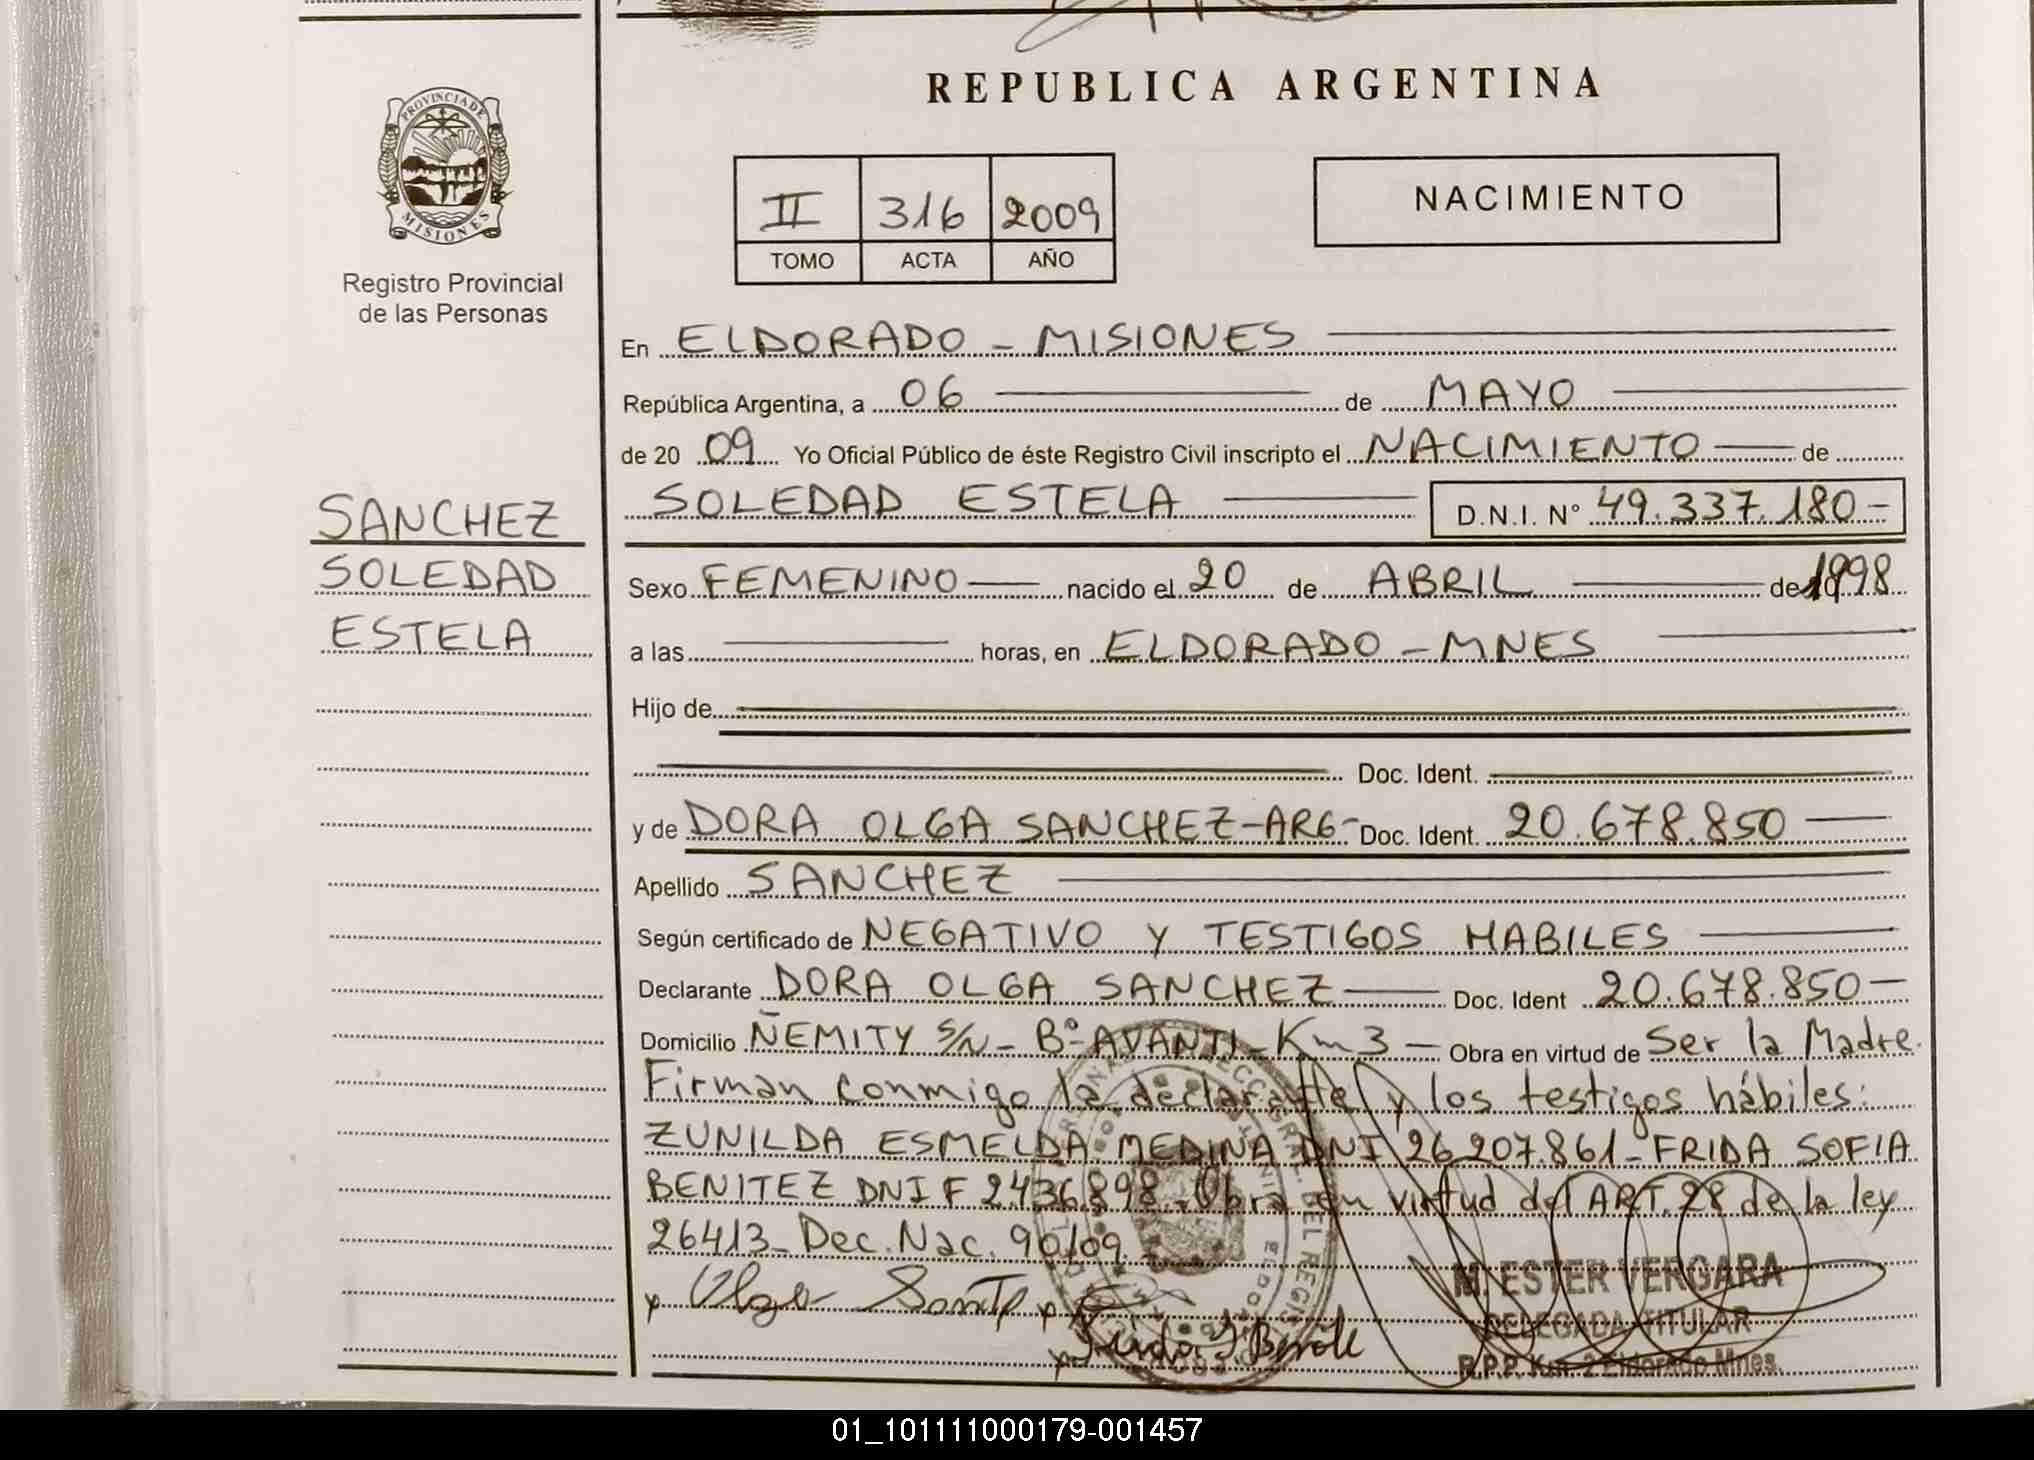 REPUBLICA ARGENTINA
PROVINCIA DE
MISIONES
Registro Provincial
de las Personas
II 316 2009
TOMO ACTA AÑO
NACIMIENTO
SANCHEZ
SOLEDAD
ESTELA
En ELDORADO - MISIONES
República Argentina, a 06 de MAYO
de 20 09 Yo Oficial Público de éste Registro Civil inscripto el NACIMIENTO de
SOLEDAD ESTELA D.N.I. N° 49.337.180-
Sexo FEMENINO nacido el 20 de ABRIL de 1998
a las horas, en ELDORADO - MNES
Hijo de
Doc. Ident.
y de DORA OLGA SANCHEZ-ARG- Doc. Ident. 20.678.850
Apellido SANCHEZ
Según certificado de NEGATIVO Y TESTIGOS HABILES
Declarante DORA OLGA SANCHEZ Doc. Ident 20.678.850-
Domicilio ÑEMITY S/N- B° AVANTI- Km 3 - Obra en virtud de Ser la Madre.
Firman conmigo la declarante y los testigos hábiles:
ZUNILDA ESMELDA MEDINA DNI 26.207.861- FRIDA SOFIA
BENITEZ DNI F 2436.898- Obra en virtud del ART. 28 de la ley
26413- Dec. Nac. 90/09.
M. ESTER VERGARA
DELEGADA TITULAR
R.P.P. Km. 2 Eldorado Mnes.
01_101111000179-001457